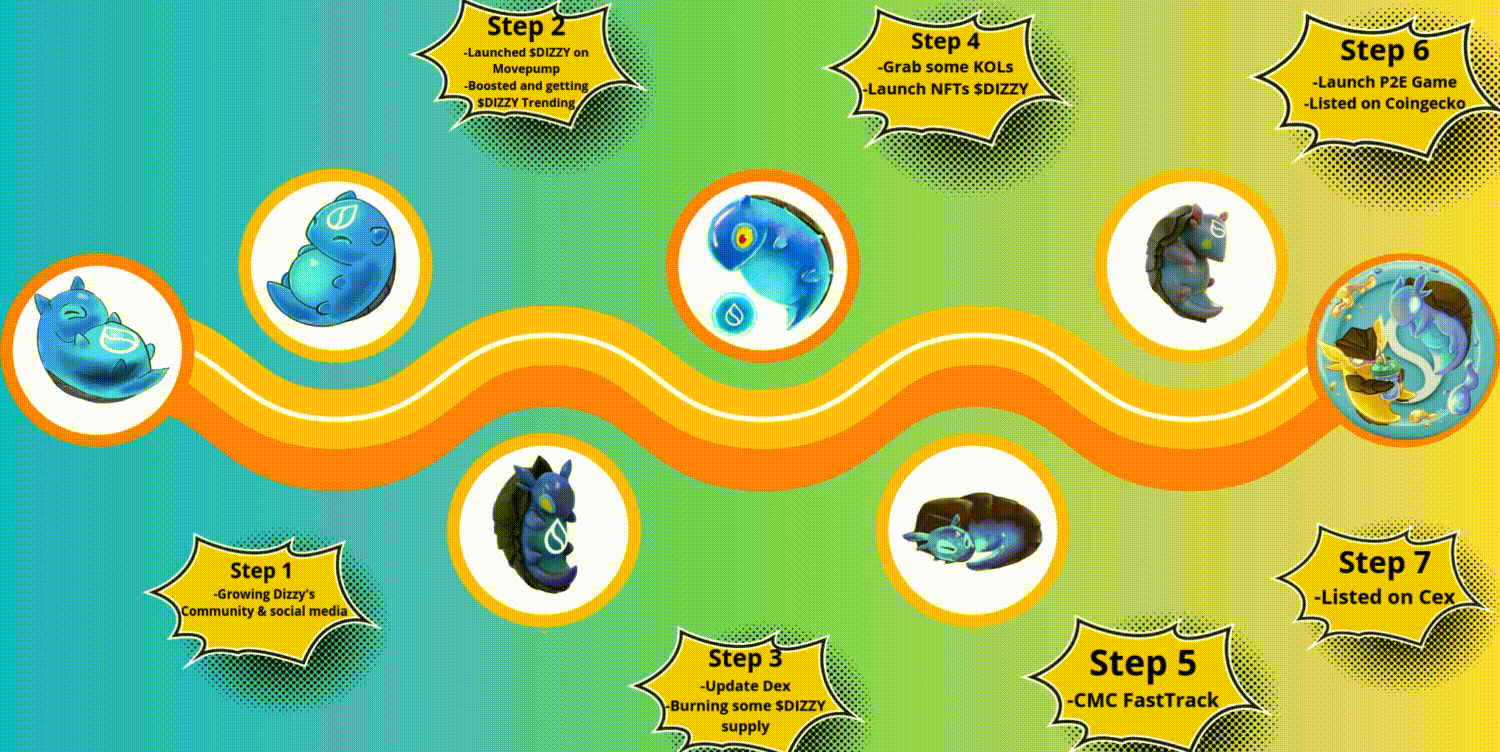 Step 1
-Growing Dizzy's
Community & social media
Step 2
-Launched $DIZZY on
Movepump
-Boosted and getting
$DIZZY Trending
Step 3
-Update Dex
-Burning some $DIZZY
supply
Step 4
-Grab some KOLs
-Launch NFTs $DIZZY
Step 5
-CMC FastTrack
Step 6
-Launch P2E Game
-Listed on Coingecko
Step 7
-Listed on Cex